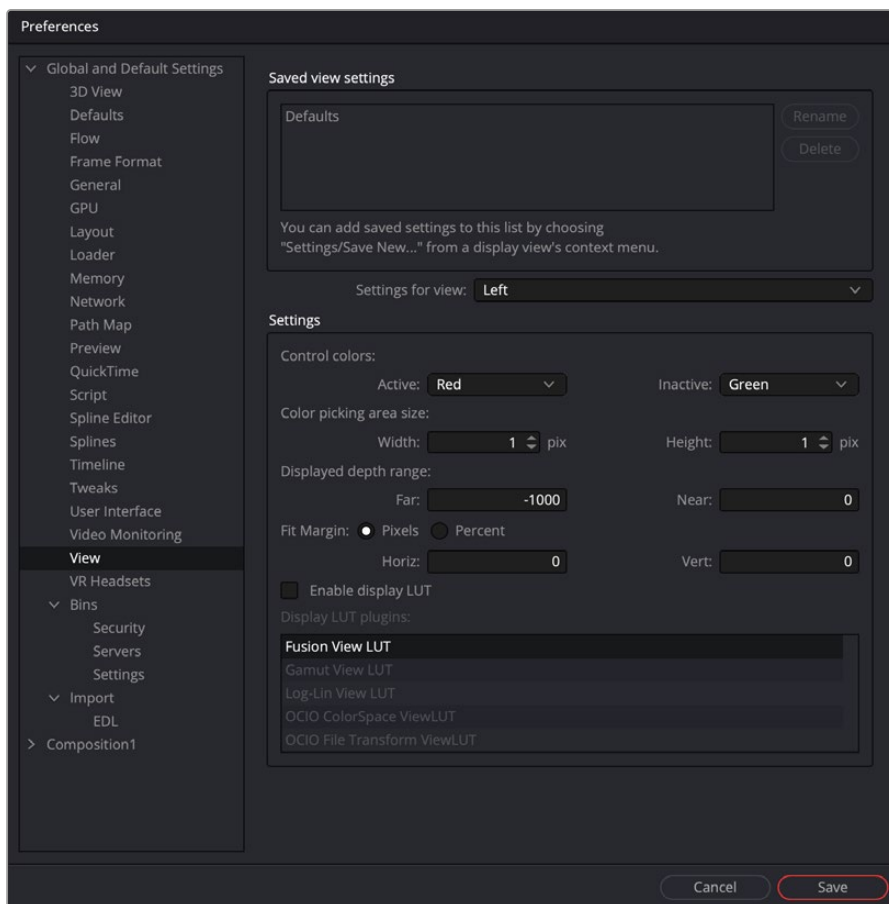 Preferences
Global and Default Settings
3D View
Defaults
Flow
Frame Format
General
GPU
Layout
Loader
Memory
Network
Path Map
Preview
QuickTime
Script
Spline Editor
Splines
Timeline
Tweaks
User Interface
Video Monitoring
View
VR Headsets
Bins
Security
Servers
Settings
Import
EDL
Composition1
Saved view settings
Defaults
Rename
Delete
You can add saved settings to this list by choosing
"Settings/Save New..." from a display view's context menu.
Settings for view: Left
Settings
Control colors:
Active: Red Inactive: Green
Color picking area size:
Width: 1 pix Height: 1 pix
Displayed depth range:
Far: -1000 Near: 0
Fit Margin: Pixels Percent
Horiz: 0 Vert: 0
Enable display LUT
Display LUT plugins:
Fusion View LUT
Gamut View LUT
Log-Lin View LUT
OCIO ColorSpace ViewLUT
OCIO File Transform ViewLUT
Cancel Save